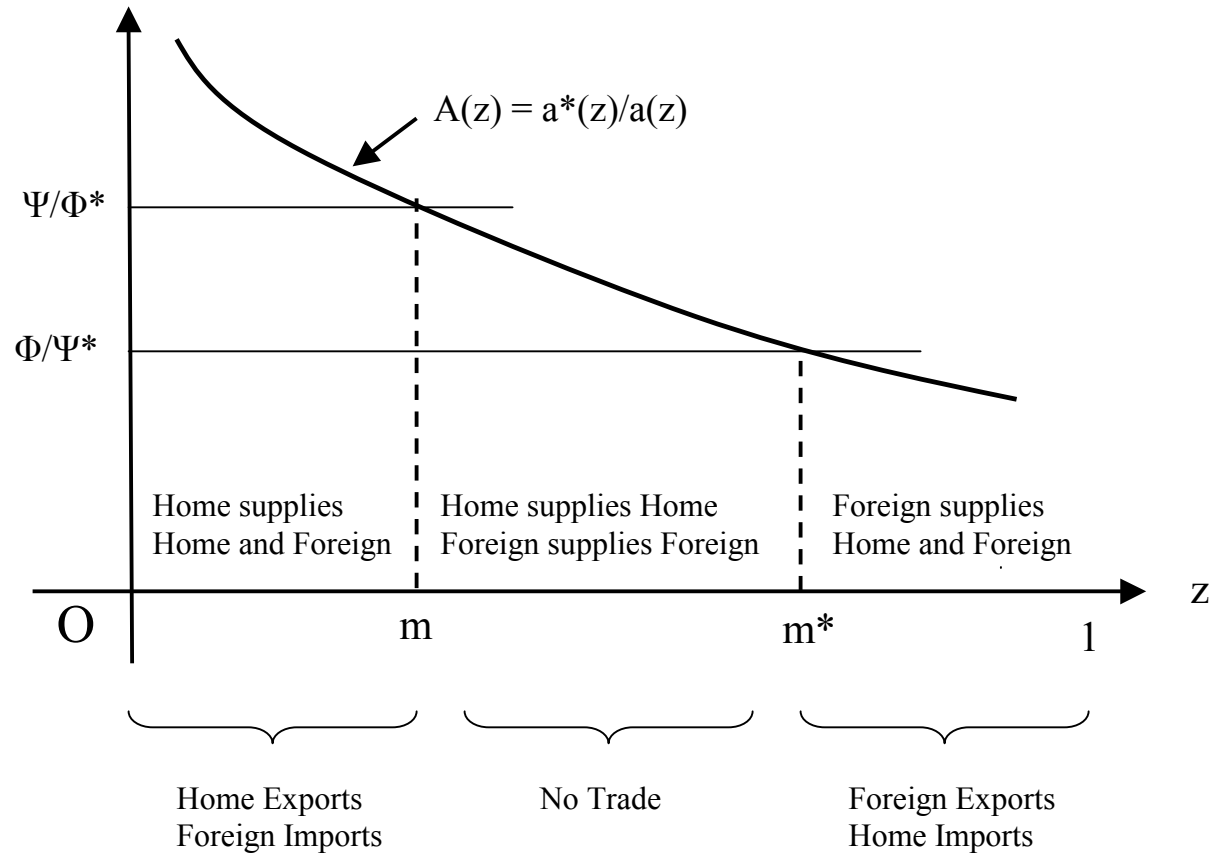 A(z) = a*(z)/a(z)
Ψ/Φ*
Φ/Ψ*
Home supplies
Home and Foreign
Home supplies Home
Foreign supplies Foreign
Foreign supplies
Home and Foreign
z
O
m
m*
1
Home Exports
Foreign Imports
No Trade
Foreign Exports
Home Imports